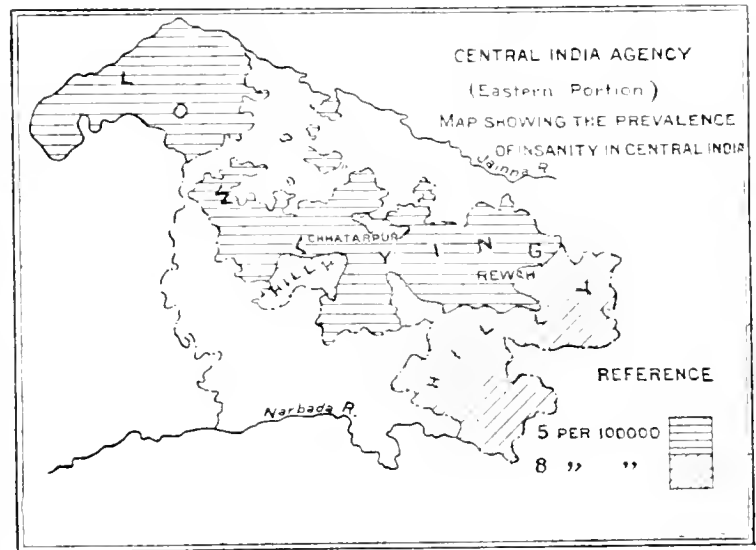 CENTRAL INDIA AGENCY
(Eastern Portion)
MAP SHOWING THE PREVALENCE
OF INSANITY IN CENTRAL INDIA
Jamna R.
L O W L Y I N G
CHHATARPUR
HILLY
REWAH
H I L L Y
Narbada R.
REFERENCE
5 PER 100000
8 ,, ,,